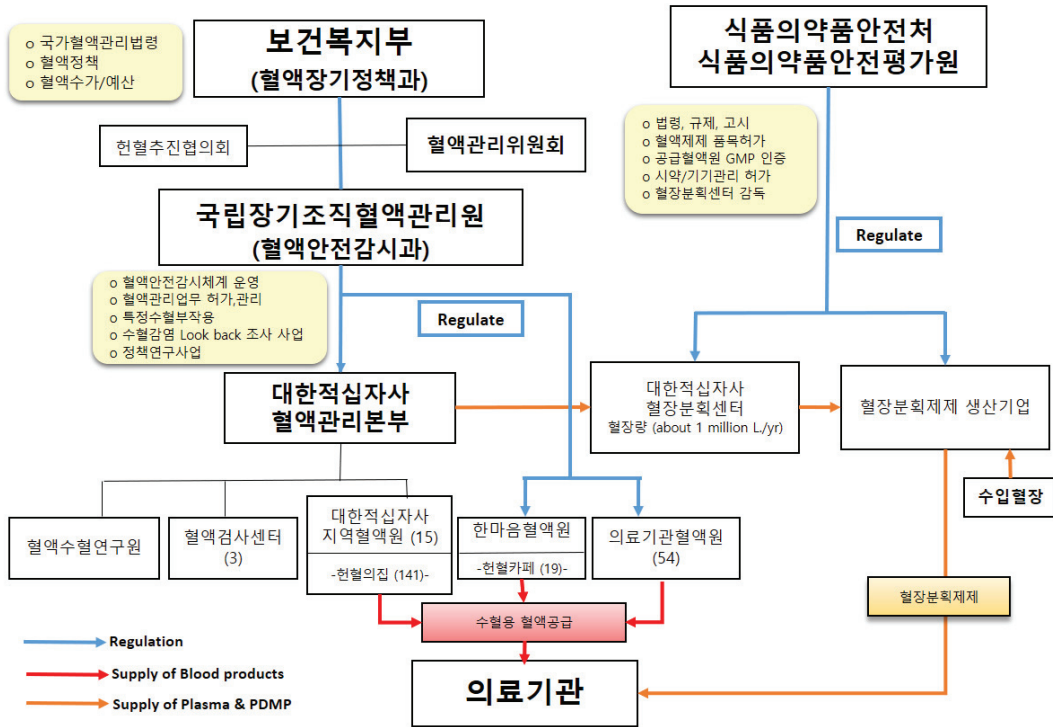 o 국가혈액관리법령
o 혈액정책
o 혈액수가/예산
보건복지부
(혈액장기정책과)
식품의약품안전처
식품의약품안전평가원
o 법령, 규제, 고시
o 혈액제제 품목허가
o 공급혈액원 GMP 인증
o 시약/기기관리 허가
o 혈장분획센터 감독
헌혈추진협의회
혈액관리위원회
국립장기조직혈액관리원
(혈액안전감시과)
Regulate
o 혈액안전감시체계 운영
o 혈액관리업무 허가,관리
o 특정수혈부작용
o 수혈감염 Look back 조사 사업
o 정책연구사업
Regulate
대한적십자사
혈액관리본부
대한적십자사
혈장분획센터
혈장량 (about 1 million L./yr)
혈장분획제제 생산기업
수입혈장
혈액수혈연구원
혈액검사센터
(3)
대한적십자사
지역혈액원 (15)
-헌혈의집 (141)-
한마음혈액원
-헌혈카페 (19)-
의료기관혈액원
(54)
혈장분획제제
수혈용 혈액공급
의료기관
Regulation
Supply of Blood products
Supply of Plasma & PDMP